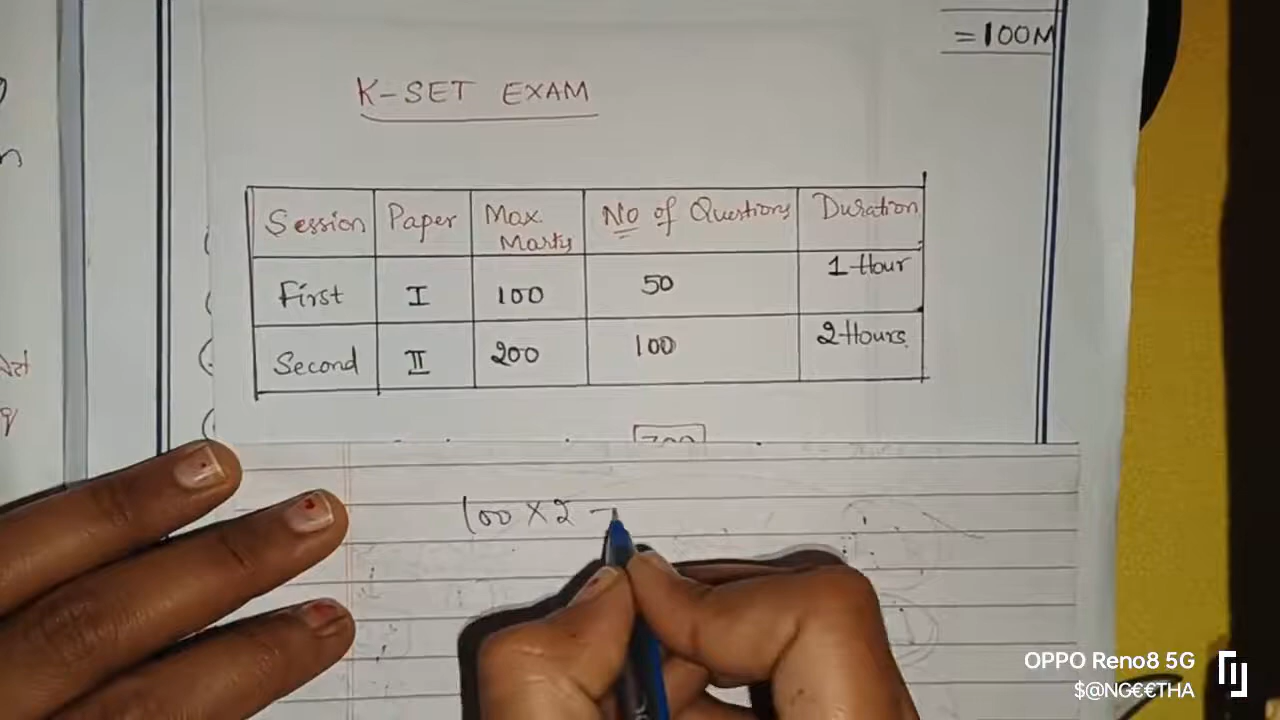 = 100M
K-SET EXAM
Session Paper Max Marks No of Questions Duration
First I 100 50 1-Hour
Second II 200 100 2-Hours.
100 × 2 =
OPPO Reno8 5G
$@NG€€THA